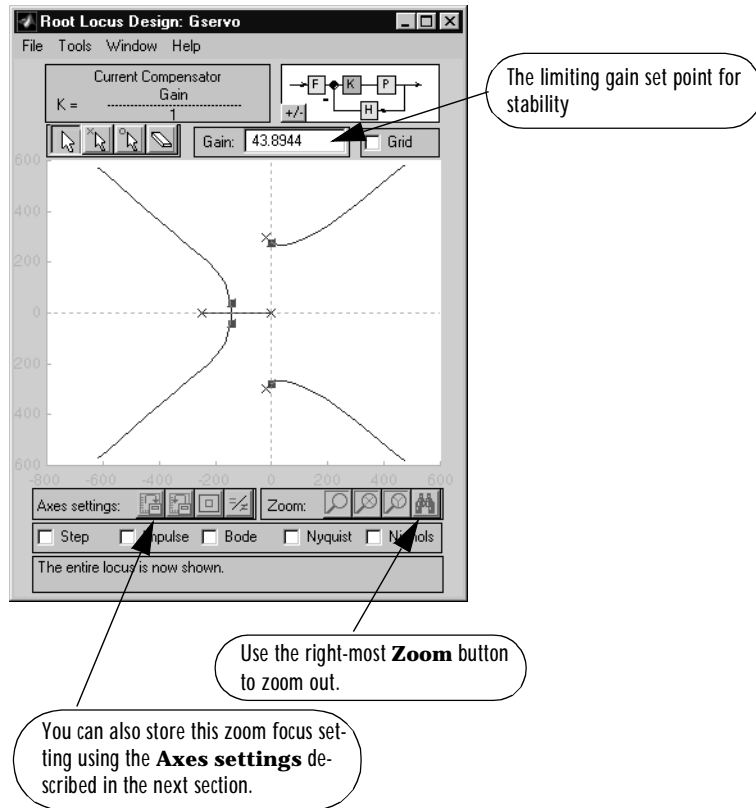 Root Locus Design: Gservo
File Tools Window Help
Current Compensator
Gain
K = -------------------------------
1
F K P
H
+/-
The limiting gain set point for
stability
Gain: 43.8944 Grid
600
400
200
0
200
400
600
-800 -600 -400 -200 0 200 400 600
Axes settings: Zoom:
Step Impulse Bode Nyquist Nichols
The entire locus is now shown.
Use the right-most Zoom button
to zoom out.
You can also store this zoom focus set-
ting using the Axes settings de-
scribed in the next section.